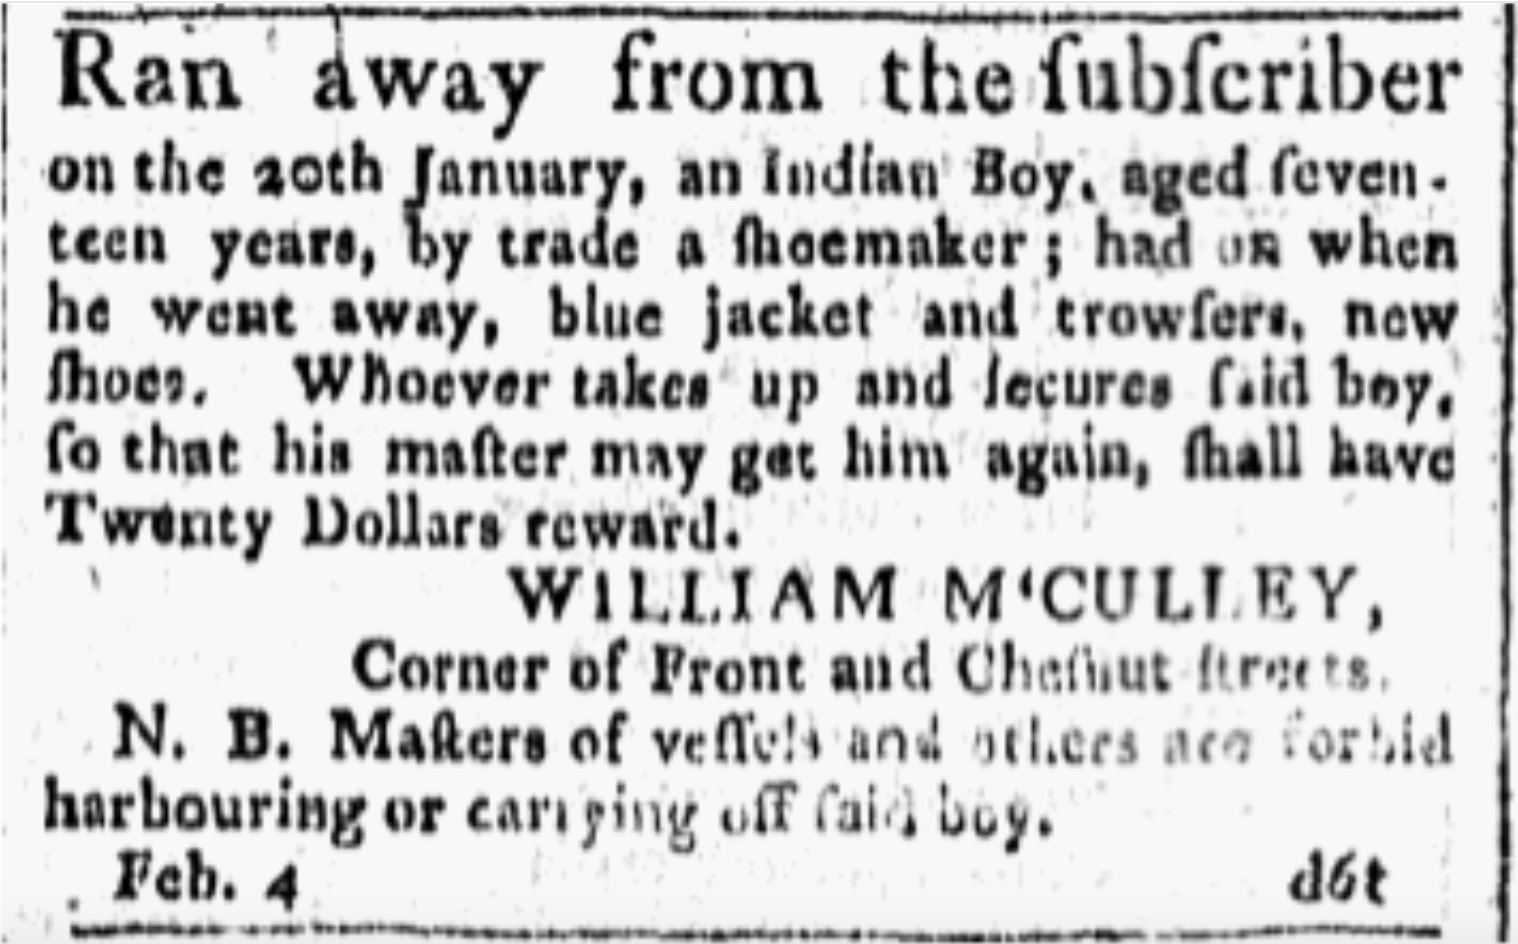 Ran away from the ſubſcriber
on the 20th January, an Indian Boy, aged ſeven-
teen years, by trade a ſhoemaker; had on when
he went away, blue jacket and trowſers, new
ſhoes. Whoever takes up and ſecures ſaid boy,
ſo that his maſter may get him again, ſhall have
Twenty Dollars reward.
WILLIAM M‘CULLEY,
Corner of Front and Cheſnut ſtreets.
N. B. Maſters of veſſels and others are forbid
harbouring or carrying off ſaid boy.
Feb. 4 d6t